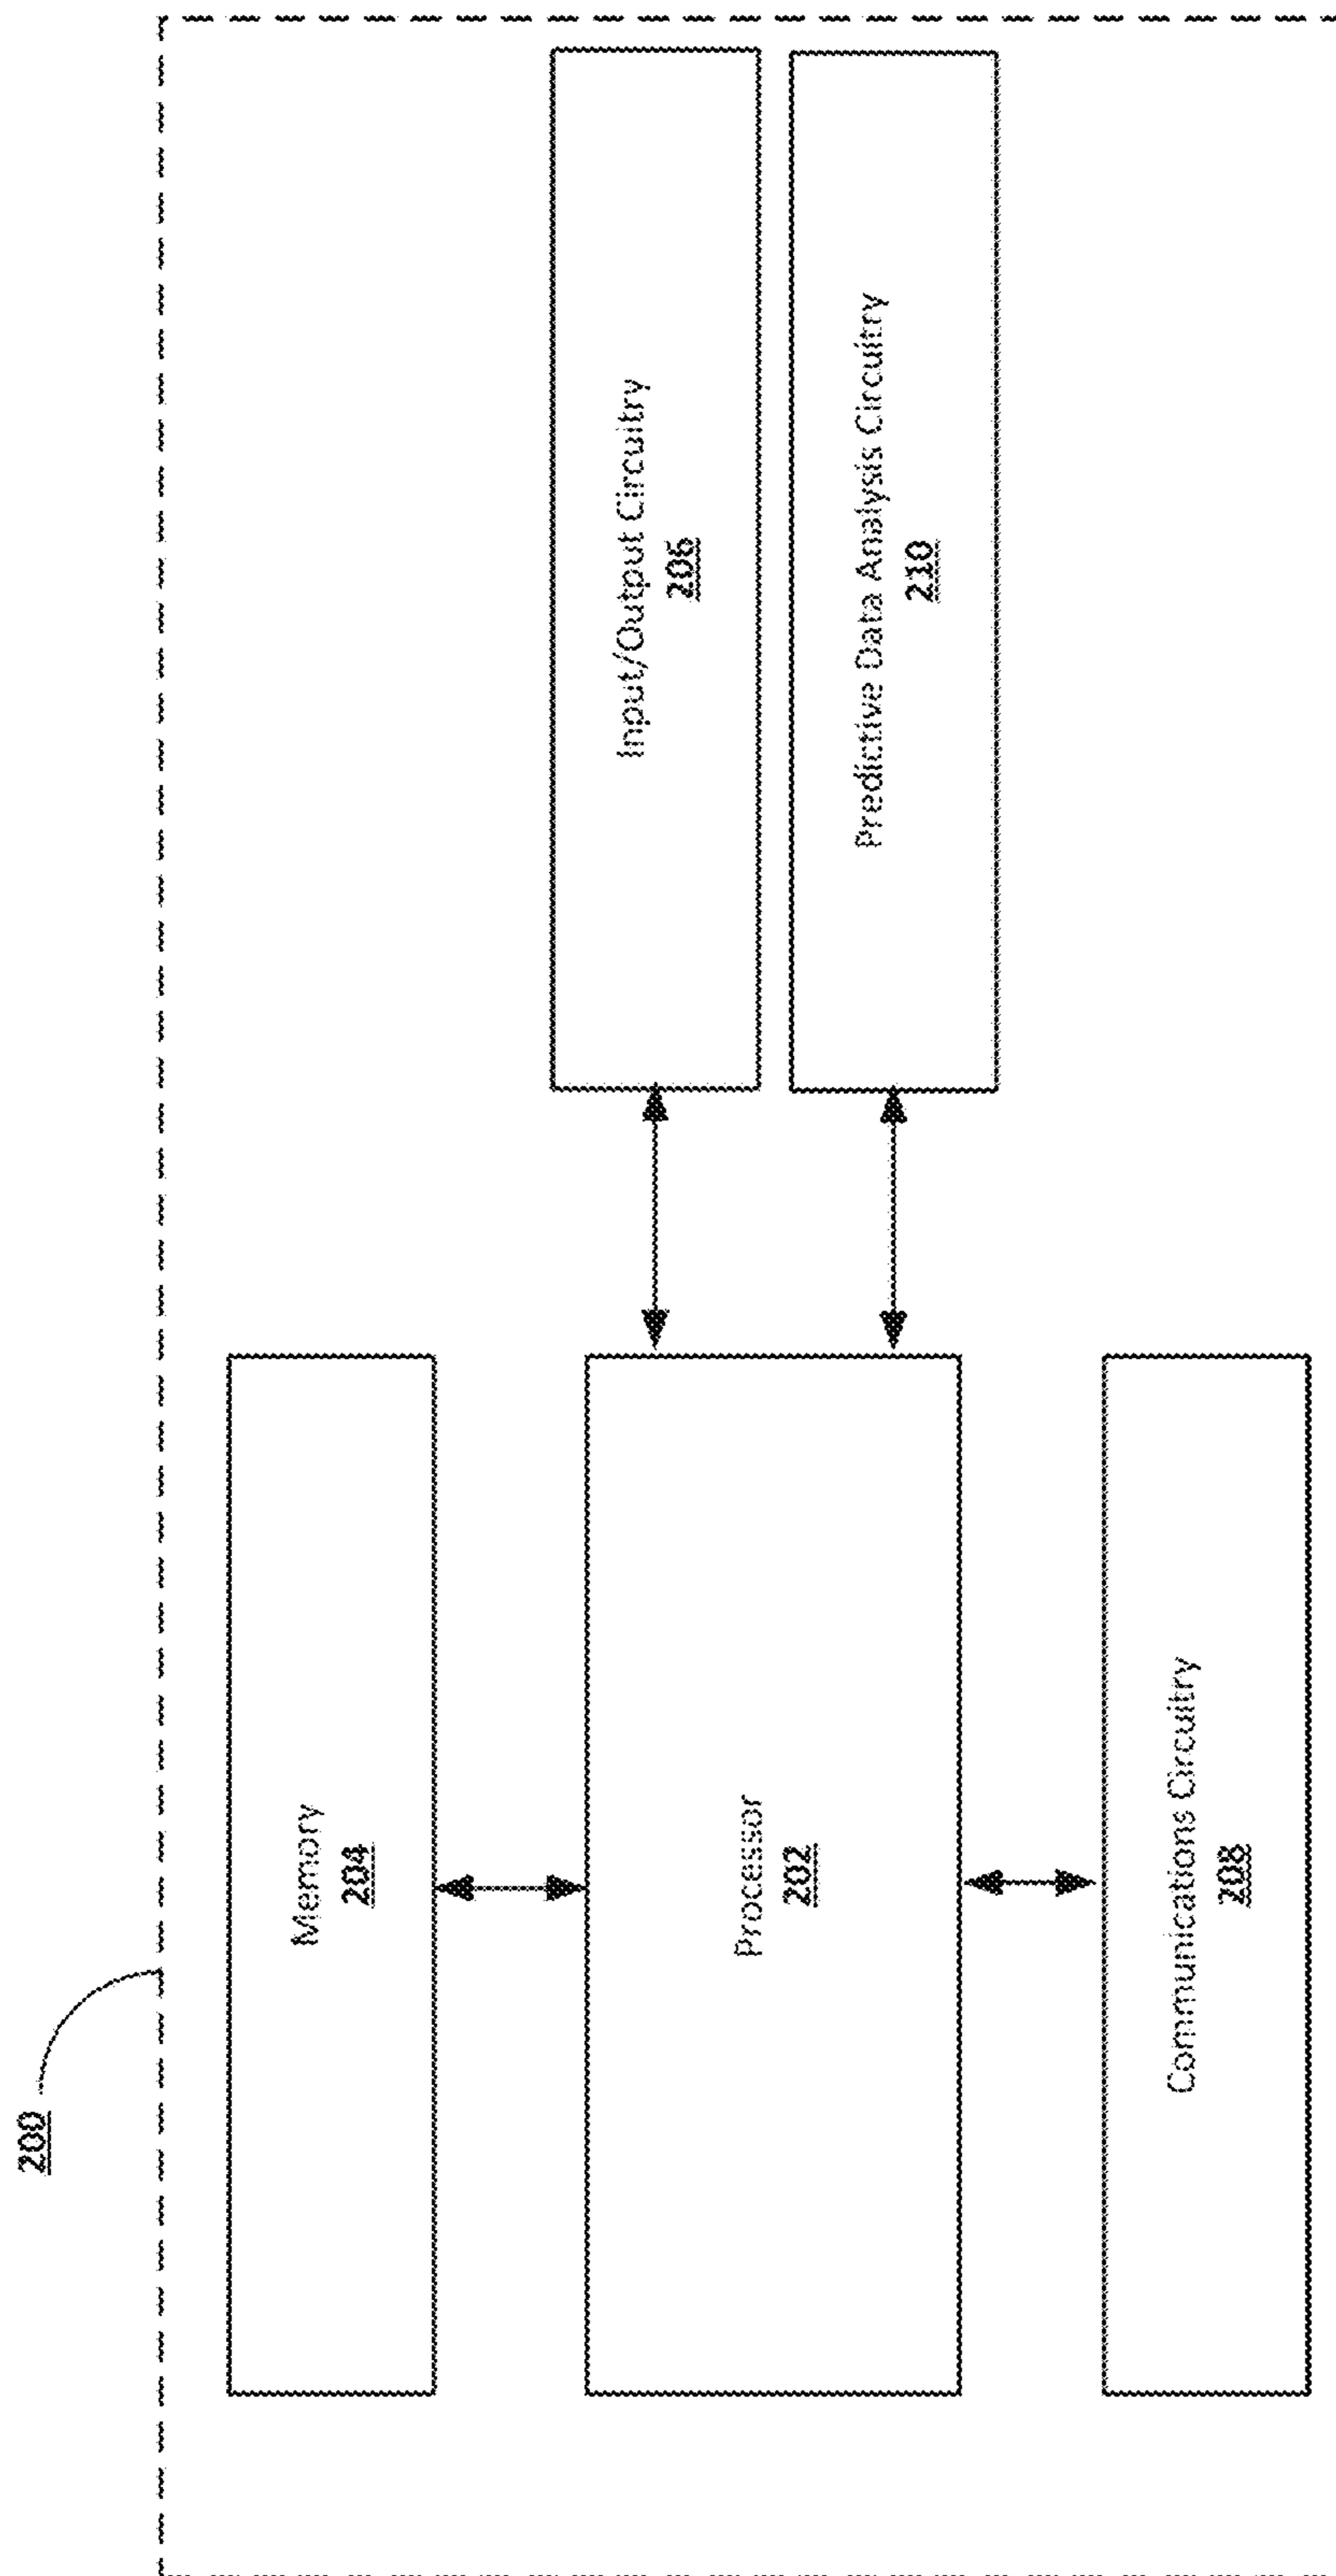 200
Memory
204
Processor
202
Communications Circuitry
208
Input/Output Circuitry
206
Predictive Data Analysis Circuitry
210